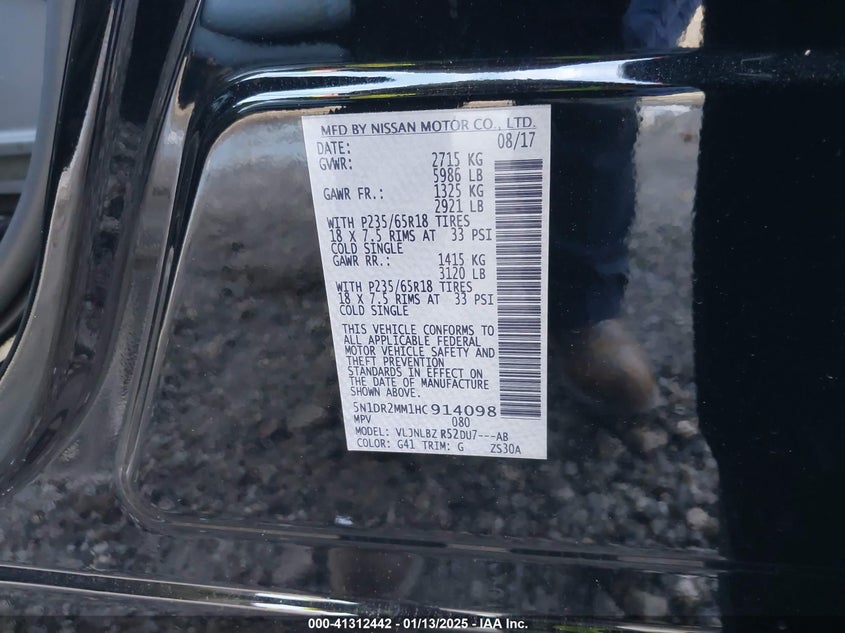 MFD BY NISSAN MOTOR CO., LTD.
DATE: 08/17
GVWR: 2715 KG
5986 LB
GAWR FR.: 1325 KG
2921 LB
WITH P235/65R18 TIRES
18 X 7.5 RIMS AT 33 PSI
COLD SINGLE
GAWR RR.: 1415 KG
3120 LB
WITH P235/65R18 TIRES
18 X 7.5 RIMS AT 33 PSI
COLD SINGLE
THIS VEHICLE CONFORMS TO
ALL APPLICABLE FEDERAL
MOTOR VEHICLE SAFETY AND
THEFT PREVENTION
STANDARDS IN EFFECT ON
THE DATE OF MANUFACTURE
SHOWN ABOVE.
5N1DR2MM1HC914098
MPV 080
MODEL: VLJNLBZ RS2DU7---AB
COLOR: G41 TRIM: G ZS30A
000-41312442 - 01/13/2025 - IAA Inc.